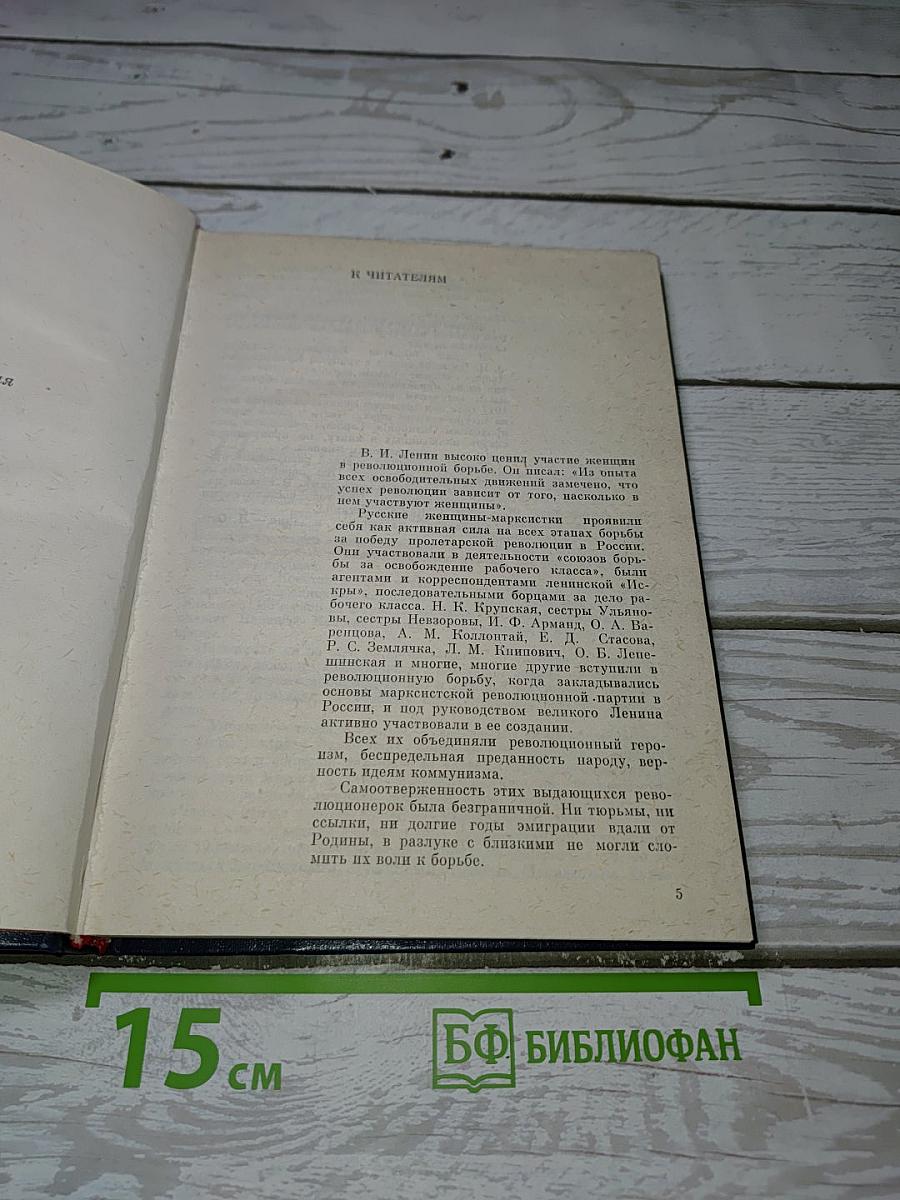 ия
К ЧИТАТЕЛЯМ
В. И. Ленин высоко ценил участие женщин
в революционной борьбе. Он писал: «Из опыта
всех освободительных движений замечено, что
успех революции зависит от того, насколько в
нем участвуют женщины».
Русские женщины-марксистки проявили
себя как активная сила на всех этапах борьбы
за победу пролетарской революции в России.
Они участвовали в деятельности «союзов борь-
бы за освобождение рабочего класса», были
агентами и корреспондентами ленинской «Ис-
кры», последовательными борцами за дело ра-
бочего класса. Н. К. Крупская, сестры Ульяно-
вы, сестры Невзоровы, И. Ф. Арманд, О. А. Ва-
ренцова, А. М. Коллонтай, Е. Д. Стасова,
Р. С. Землячка, Л. М. Книпович, О. Б. Лепе-
шинская и многие, многие другие вступили в
революционную борьбу, когда закладывались
основы марксистской революционной партии в
России, и под руководством великого Ленина
активно участвовали в ее создании.
Всех их объединяли революционный геро-
изм, беспредельная преданность народу, вер-
ность идеям коммунизма.
Самоотверженность этих выдающихся рево-
люционерок была безграничной. Ни тюрьмы, ни
ссылки, ни долгие годы эмиграции вдали от
Родины, в разлуке с близкими не могли сло-
мить их воли к борьбе.
5
15 см
БФ БИБЛИОФАН